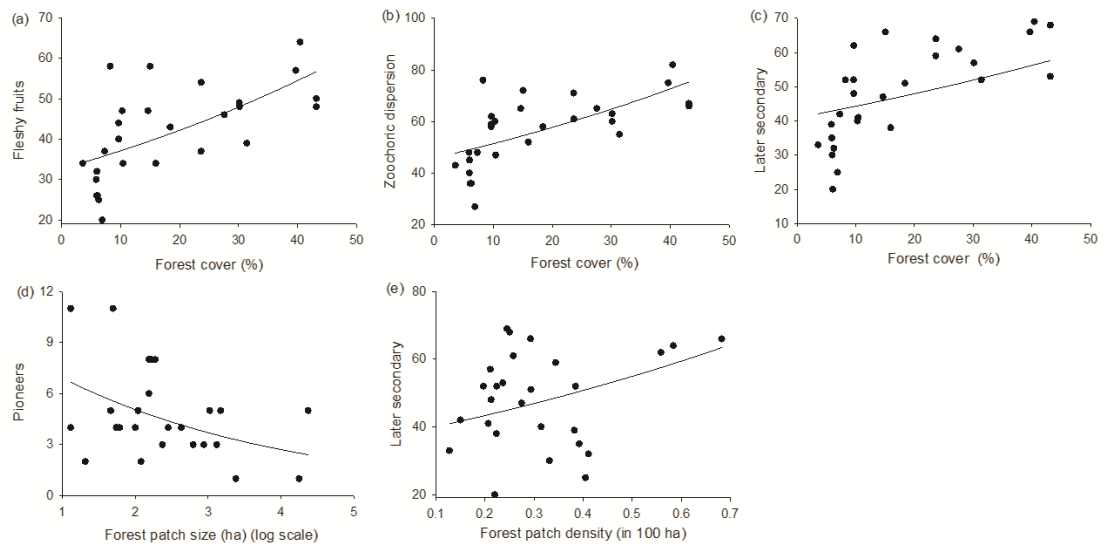 (a)
Fleshy fruits
70
60
50
40
30
20
0 10 20 30 40 50
Forest cover (%)
(b)
Zoochoric dispersion
100
80
60
40
20
0 10 20 30 40 50
Forest cover (%)
(c)
Later secondary
70
60
50
40
30
20
10
0 10 20 30 40 50
Forest cover (%)
(d)
Pioneers
12
9
6
3
0
1 2 3 4 5
Forest patch size (ha) (log scale)
(e)
Later secondary
80
60
40
20
0.1 0.2 0.3 0.4 0.5 0.6 0.7
Forest patch density (in 100 ha)